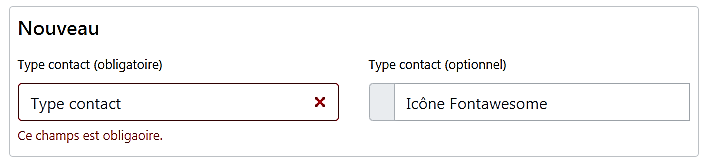 Nouveau
Type contact (obligatoire)
Type contact (optionnel)
Type contact
Icône Fontawesome
Ce champs est obligaoire.